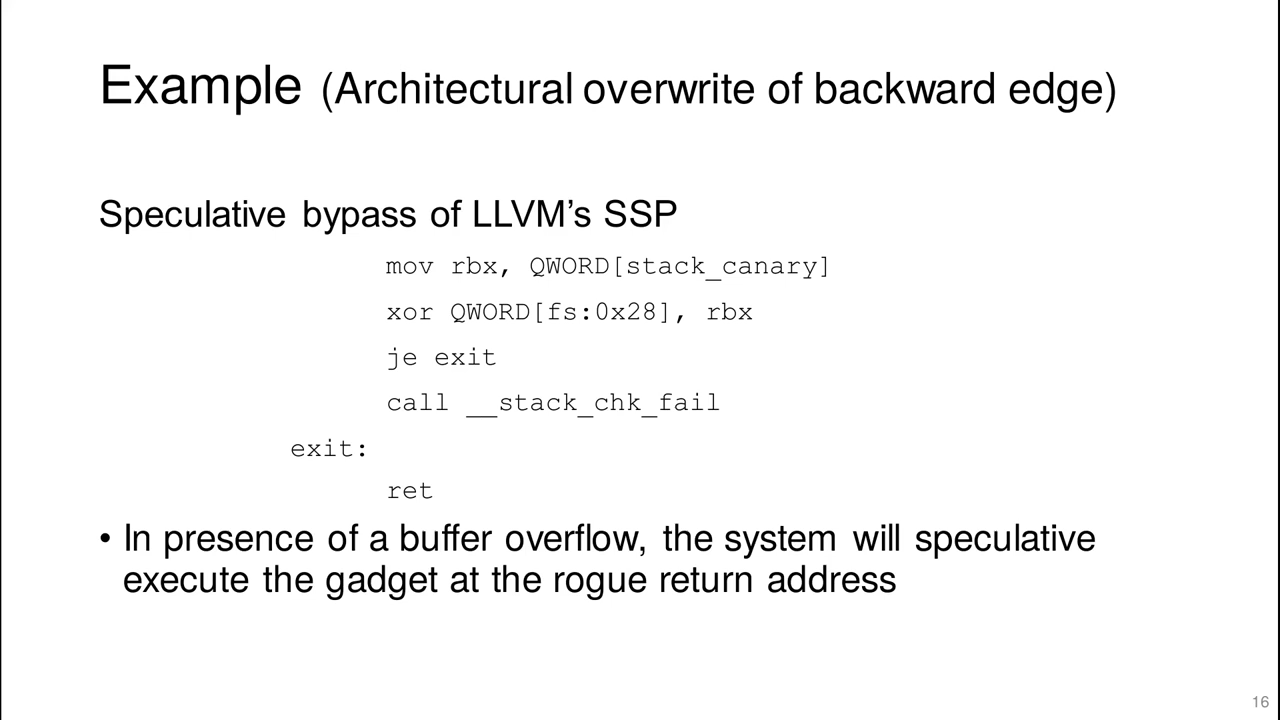 Example (Architectural overwrite of backward edge)
Speculative bypass of LLVM’s SSP
mov rbx, QWORD[stack_canary]
xor QWORD[fs:0x28], rbx
je exit
call __stack_chk_fail
exit:
ret
• In presence of a buffer overflow, the system will speculative
execute the gadget at the rogue return address
16